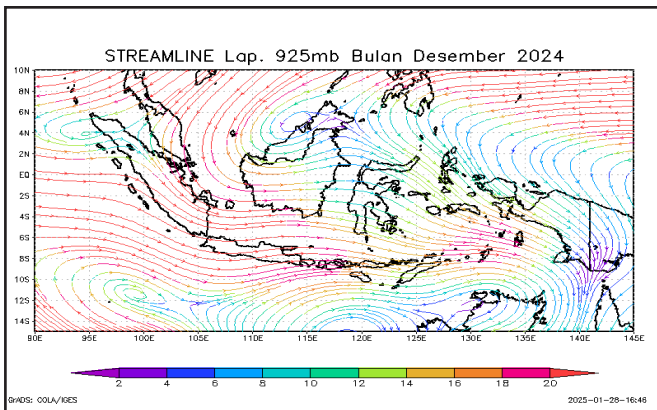 STREAMLINE Lap. 925mb Bulan Desember 2024
10N
8N
6N
4N
2N
EQ
2S
4S
6S
8S
10S
12S
14S
90E 95E 100E 105E 110E 115E 120E 125E 130E 135E 140E 145E
2 4 6 8 10 12 14 16 18 20
GrADS: COLA/IGES 2025-01-28-16:46